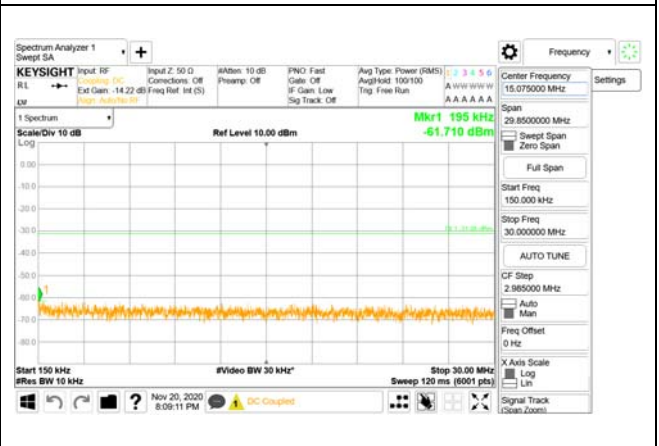 Spectrum Analyzer 1
Swept SA
Frequency
Settings
KEYSIGHT
Input: RF
Coupling: DC
Ext Gain: -14.22 dB
Align: Auto/No RF
Input Z: 50 Ω
Corrections: Off
Freq Ref: Int (S)
#Atten: 10 dB
Preamp: Off
PNO: Fast
Gate: Off
IF Gain: Low
Sig Track: Off
Avg Type: Power (RMS)
Avg|Hold: 100/100
Trig: Free Run
1 2 3 4 5 6
A W W W W W
A A A A A A
R L
1 Spectrum
Scale/Div 10 dB
Log
Ref Level 10.00 dBm
Mkr1 195 kHz
-61.710 dBm
0.00
-10.0
-20.0
-30.0
-40.0
-50.0
-60.0
-70.0
-80.0
1
Start 150 kHz
#Res BW 10 kHz
#Video BW 30 kHz*
Stop 30.00 MHz
Sweep 120 ms (6001 pts)
Center Frequency
15.075000 MHz
Span
29.8500000 MHz
Swept Span
Zero Span
Full Span
Start Freq
150.000 kHz
Stop Freq
30.000000 MHz
AUTO TUNE
CF Step
2.985000 MHz
Auto
Man
Freq Offset
0 Hz
X Axis Scale
Log
Lin
Signal Track
(Span Zoom)
Nov 20, 2020
8:09:11 PM
DC Coupled